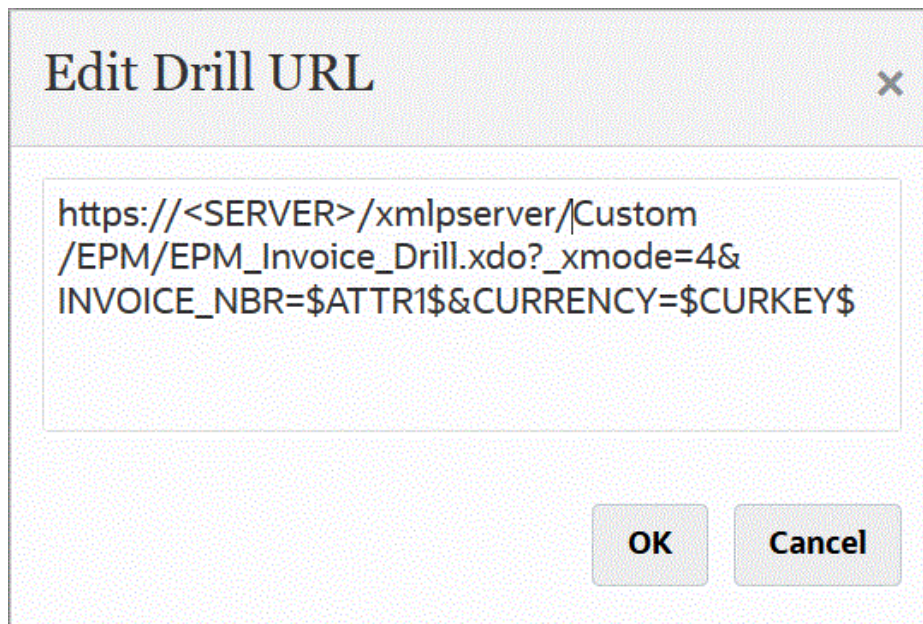 Edit Drill URL
×
https://<SERVER>/xmlpserver/Custom
/EPM/EPM_Invoice_Drill.xdo?_xmode=4&
INVOICE_NBR=$ATTR1$&CURRENCY=$CURKEY$
OK Cancel